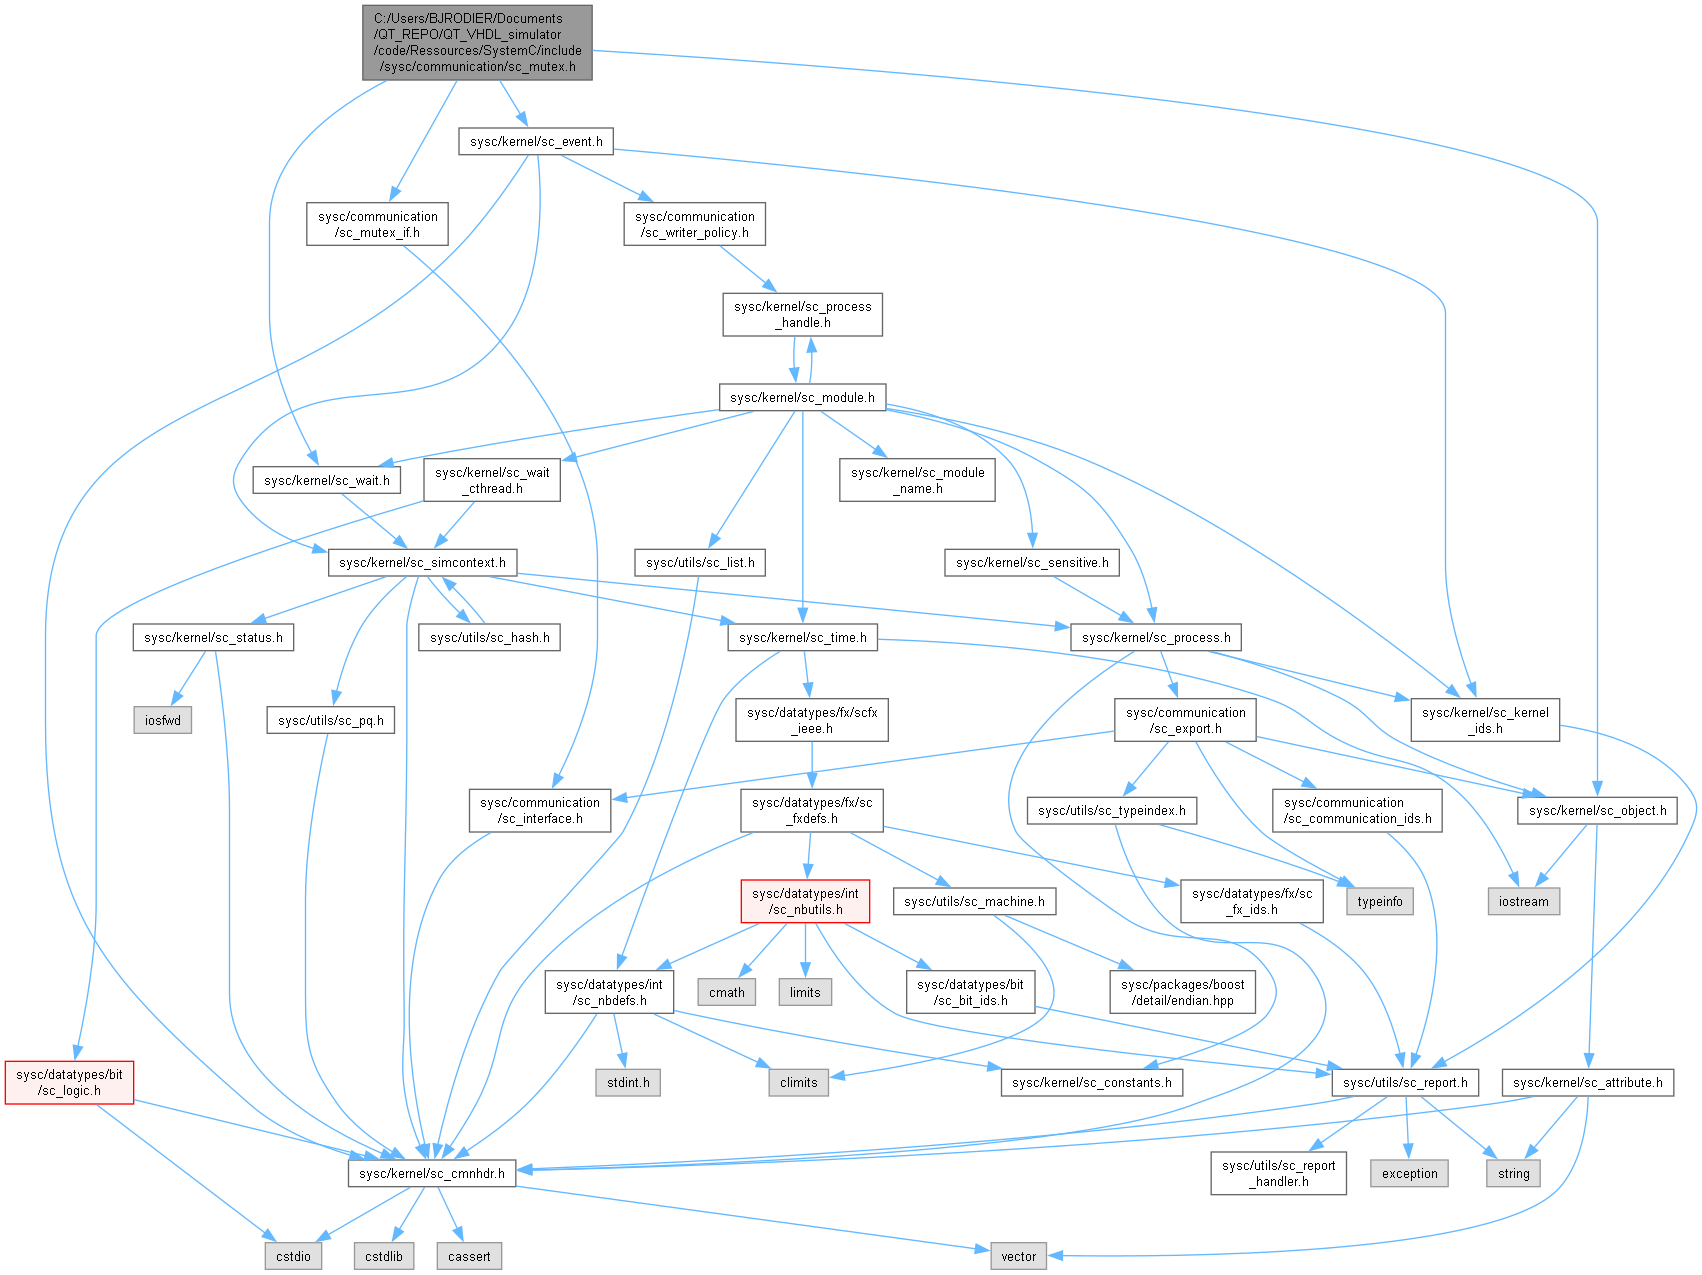 C:/Users/BJRODIER/Documents
/QT_REPO/QT_VHDL_simulator
/code/Ressources/SystemC/include
/sysc/communication/sc_mutex.h
sysc/kernel/sc_event.h
sysc/communication
/sc_mutex_if.h
sysc/communication
/sc_writer_policy.h
sysc/kernel/sc_process
_handle.h
sysc/kernel/sc_module.h
sysc/kernel/sc_wait.h
sysc/kernel/sc_wait
_cthread.h
sysc/kernel/sc_module
_name.h
sysc/kernel/sc_simcontext.h
sysc/utils/sc_list.h
sysc/kernel/sc_sensitive.h
sysc/kernel/sc_status.h
sysc/utils/sc_hash.h
sysc/kernel/sc_time.h
sysc/kernel/sc_process.h
iosfwd
sysc/utils/sc_pq.h
sysc/datatypes/fx/scfx
_ieee.h
sysc/communication
/sc_export.h
sysc/kernel/sc_kernel
_ids.h
sysc/communication
/sc_interface.h
sysc/datatypes/fx/sc
_fxdefs.h
sysc/utils/sc_typeindex.h
sysc/communication
/sc_communication_ids.h
sysc/kernel/sc_object.h
sysc/datatypes/int
/sc_nbutils.h
sysc/utils/sc_machine.h
sysc/datatypes/fx/sc
_fx_ids.h
typeinfo
iostream
sysc/datatypes/int
/sc_nbdefs.h
cmath
limits
sysc/datatypes/bit
/sc_bit_ids.h
sysc/packages/boost
/detail/endian.hpp
sysc/datatypes/bit
/sc_logic.h
stdint.h
climits
sysc/kernel/sc_constants.h
sysc/utils/sc_report.h
sysc/kernel/sc_attribute.h
sysc/kernel/sc_cmnhdr.h
sysc/utils/sc_report
_handler.h
exception
string
cstdio
cstdlib
cassert
vector